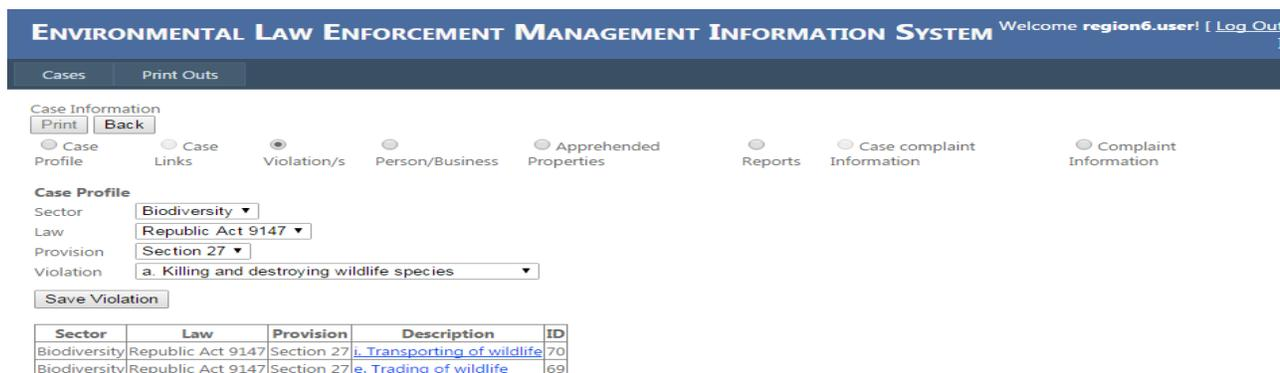 ENVIRONMENTAL LAW ENFORCEMENT MANAGEMENT INFORMATION SYSTEM Welcome region6.user! [ Log Out
]
Cases Print Outs
Case Information
Print Back
Case Profile Case Links Violation/s Person/Business Apprehended Properties Reports Case complaint Information Complaint Information
Case Profile
Sector Biodiversity
Law Republic Act 9147
Provision Section 27
Violation a. Killing and destroying wildlife species
Save Violation
Sector Law Provision Description ID
Biodiversity Republic Act 9147 Section 27 i. Transporting of wildlife 70
Biodiversity Republic Act 9147 Section 27 e. Trading of wildlife 69